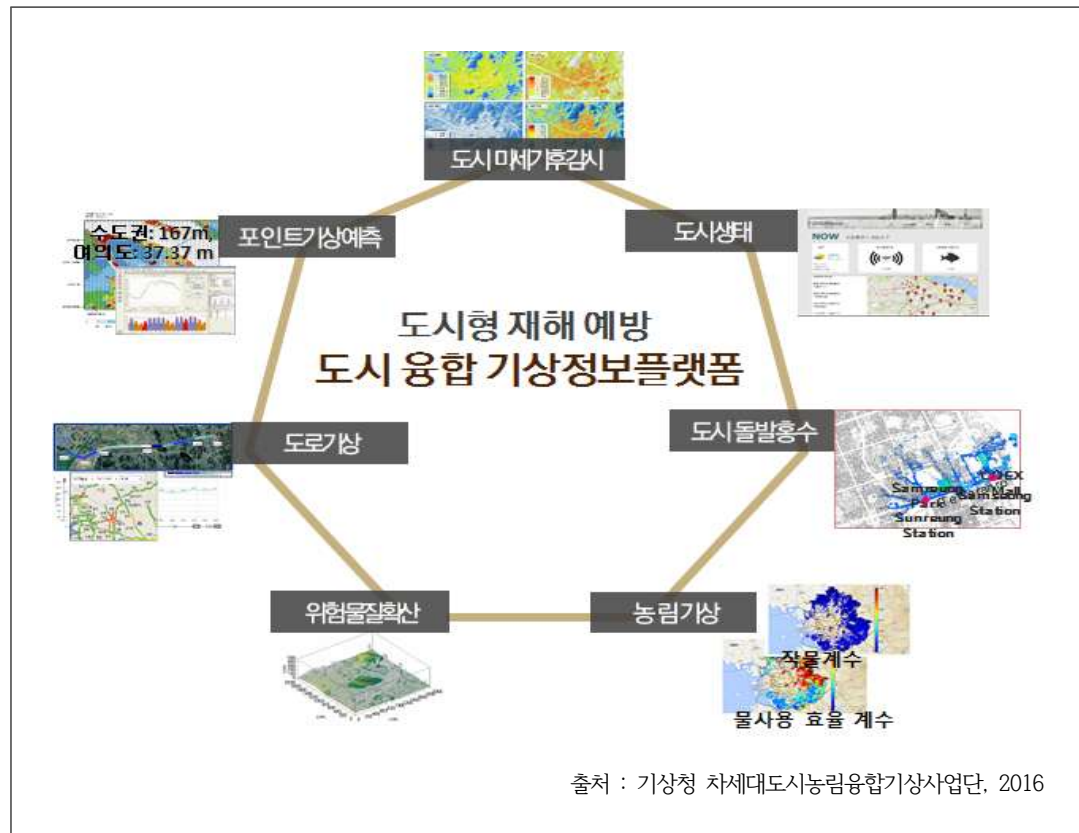 도시 미세기후감시
포인트기상예측
수도권: 167m,
여의도: 37.37 m
도시생태
NOW
도시형 재해 예방
도시 융합 기상정보플랫폼
도로기상
도시 돌발홍수
Samreung
Park
Sunreung
Station
Mall
Samseong
Station
위험물질확산
농림기상
작물계수
물사용 효율 계수
출처 : 기상청 차세대도시농림융합기상사업단, 2016